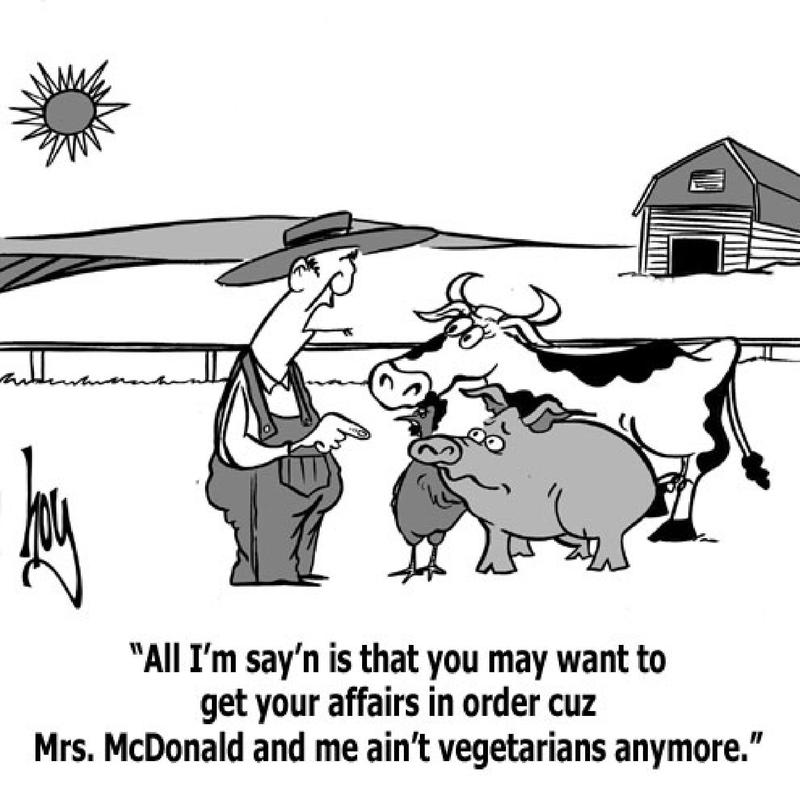 hoy
“All I’m say’n is that you may want to
get your affairs in order cuz
Mrs. McDonald and me ain’t vegetarians anymore.”